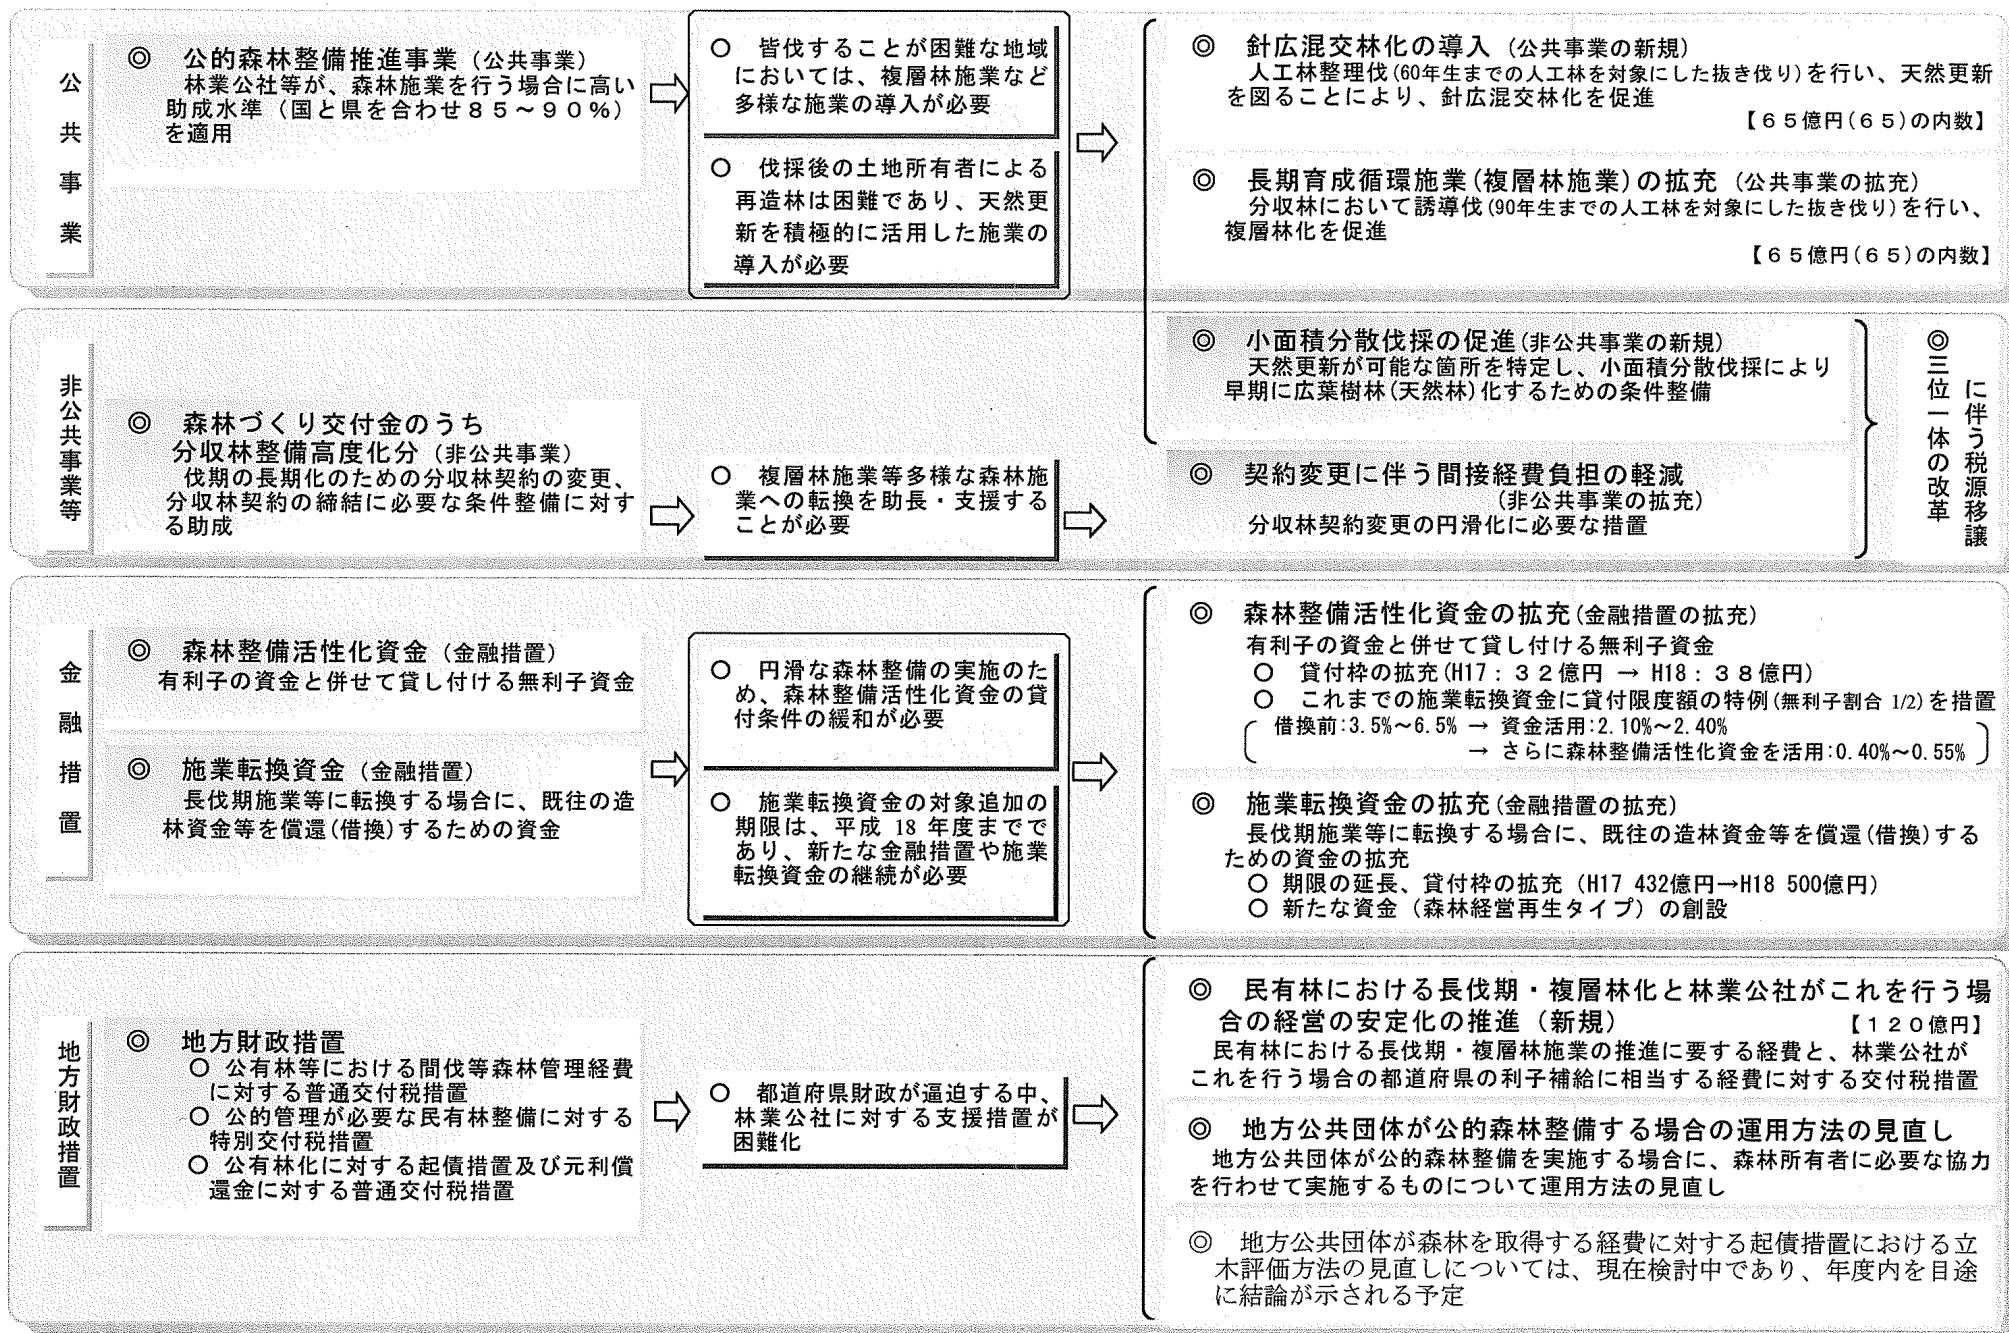 公共事業
◎ 公的森林整備推進事業（公共事業）
林業公社等が、森林施業を行う場合に高い
助成水準（国と県を合わせ８５～９０％）
を適用
○ 皆伐することが困難な地域
においては、複層林施業など
多様な施業の導入が必要
○ 伐採後の土地所有者による
再造林は困難であり、天然更
新を積極的に活用した施業の
導入が必要
◎ 針広混交林化の導入（公共事業の新規）
人工林整理伐(60年生までの人工林を対象にした抜き伐り)を行い、天然更新
を図ることにより、針広混交林化を促進
【６５億円(６５)の内数】
◎ 長期育成循環施業(複層林施業)の拡充（公共事業の拡充）
分収林において誘導伐(90年生までの人工林を対象にした抜き伐り)を行い、
複層林化を促進
【６５億円(６５)の内数】
非公共事業等
◎ 森林づくり交付金のうち
分収林整備高度化分（非公共事業）
伐期の長期化のための分収林契約の変更、
分収林契約の締結に必要な条件整備に対す
る助成
○ 複層林施業等多様な森林施
業への転換を助長・支援する
ことが必要
◎ 小面積分散伐採の促進(非公共事業の新規)
天然更新が可能な箇所を特定し、小面積分散伐採により
早期に広葉樹林(天然林)化するための条件整備
◎ 契約変更に伴う間接経費負担の軽減
(非公共事業の拡充)
分収林契約変更の円滑化に必要な措置
◎三位一体の改革
に伴う税源移譲
金融措置
◎ 森林整備活性化資金（金融措置）
有利子の資金と併せて貸し付ける無利子資金
◎ 施業転換資金（金融措置）
長伐期施業等に転換する場合に、既往の造
林資金等を償還(借換)するための資金
○ 円滑な森林整備の実施のた
め、森林整備活性化資金の貸
付条件の緩和が必要
○ 施業転換資金の対象追加の
期限は、平成 18 年度までで
あり、新たな金融措置や施業
転換資金の継続が必要
◎ 森林整備活性化資金の拡充(金融措置の拡充)
有利子の資金と併せて貸し付ける無利子資金
○ 貸付枠の拡充(H17：３２億円 → H18：３８億円)
○ これまでの施業転換資金に貸付限度額の特例(無利子割合 1/2)を措置
借換前:3.5%～6.5% → 資金活用:2.10%～2.40%
→ さらに森林整備活性化資金を活用:0.40%～0.55%
◎ 施業転換資金の拡充(金融措置の拡充)
長伐期施業等に転換する場合に、既往の造林資金等を償還(借換)する
ための資金の拡充
○ 期限の延長、貸付枠の拡充（H17 432億円→H18 500億円）
○ 新たな資金（森林経営再生タイプ）の創設
地方財政措置
◎ 地方財政措置
○ 公有林等における間伐等森林管理経費
に対する普通交付税措置
○ 公的管理が必要な民有林整備に対する
特別交付税措置
○ 公有林化に対する起債措置及び元利償
還金に対する普通交付税措置
○ 都道府県財政が逼迫する中、
林業公社に対する支援措置が
困難化
◎ 民有林における長伐期・複層林化と林業公社がこれを行う場
合の経営の安定化の推進（新規） 【１２０億円】
民有林における長伐期・複層林施業の推進に要する経費と、林業公社が
これを行う場合の都道府県の利子補給に相当する経費に対する交付税措置
◎ 地方公共団体が公的森林整備する場合の運用方法の見直し
地方公共団体が公的森林整備を実施する場合に、森林所有者に必要な協力
を行わせて実施するものについて運用方法の見直し
◎ 地方公共団体が森林を取得する経費に対する起債措置における立
木評価方法の見直しについては、現在検討中であり、年度内を目途
に結論が示される予定